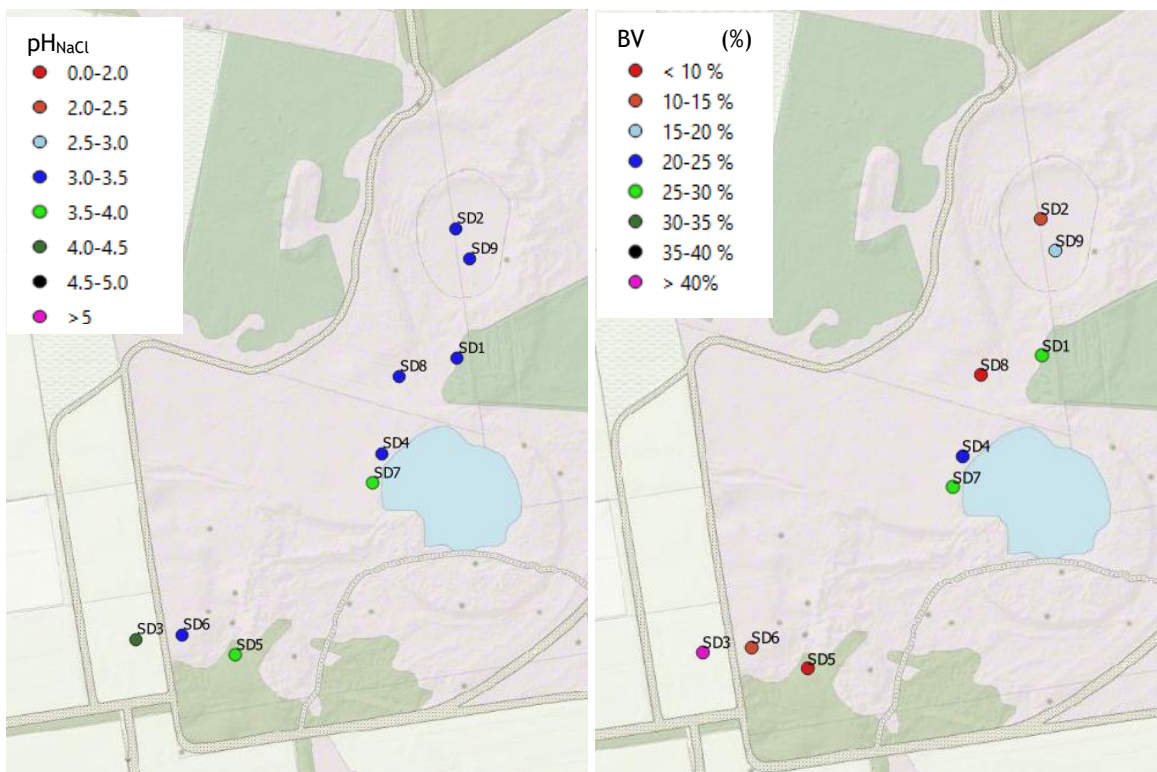 pHNaCl
0.0-2.0
2.0-2.5
2.5-3.0
3.0-3.5
3.5-4.0
4.0-4.5
4.5-5.0
>5
SD2
SD9
SD1
SD8
SD4
SD7
SD3
SD6
SD5
BV (%)
< 10 %
10-15 %
15-20 %
20-25 %
25-30 %
30-35 %
35-40 %
> 40%
SD2
SD9
SD1
SD8
SD4
SD7
SD3
SD6
SD5